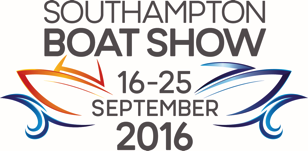 SOUTHAMPTON
BOAT SHOW
16-25
SEPTEMBER
2016